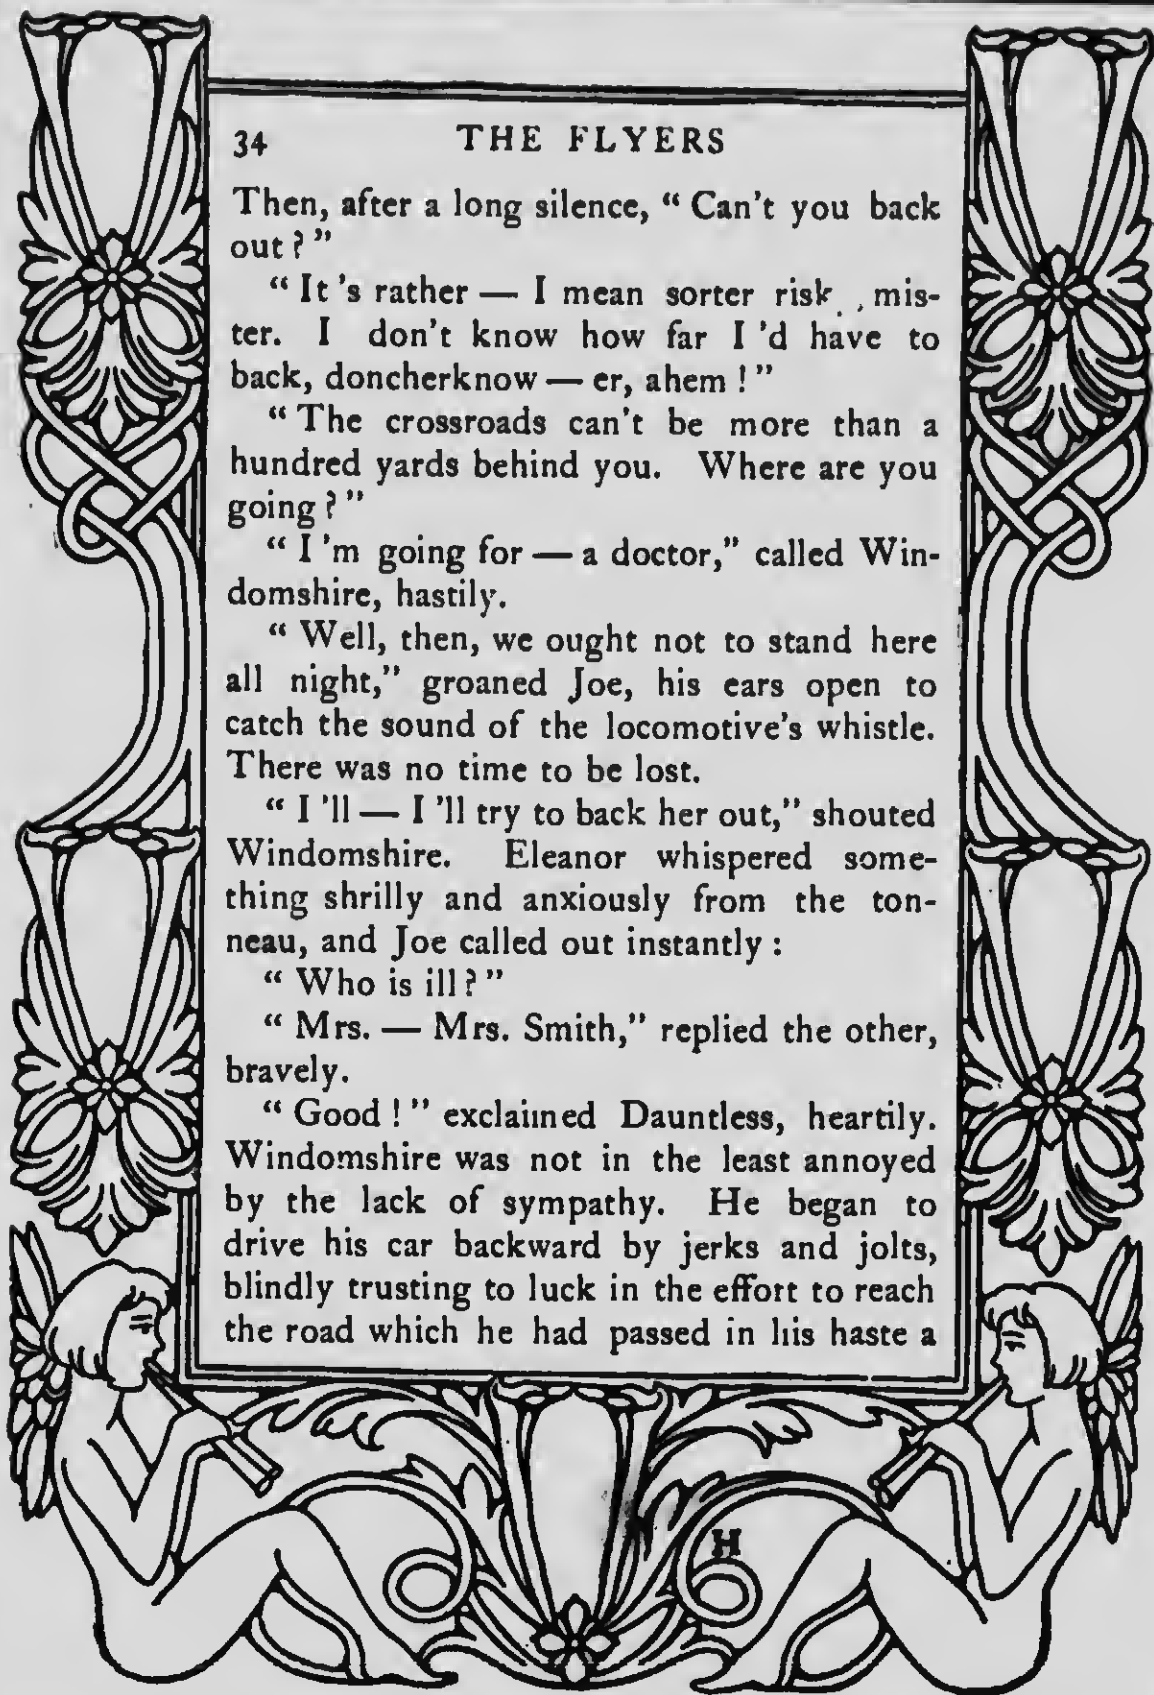 34 THE FLYERS
Then, after a long silence, “ Can't you back
out ? ”
“ It 's rather — I mean sorter risk , mis-
ter. I don't know how far I 'd have to
back, doncherknow — er, ahem ! ”
“ The crossroads can't be more than a
hundred yards behind you. Where are you
going ? ”
“ I 'm going for — a doctor,” called Win-
domshire, hastily.
“ Well, then, we ought not to stand here
all night,” groaned Joe, his ears open to
catch the sound of the locomotive's whistle.
There was no time to be lost.
“ I 'll — I 'll try to back her out,” shouted
Windomshire. Eleanor whispered some-
thing shrilly and anxiously from the ton-
neau, and Joe called out instantly :
“ Who is ill ? ”
“ Mrs. — Mrs. Smith,” replied the other,
bravely.
“ Good ! ” exclaimed Dauntless, heartily.
Windomshire was not in the least annoyed
by the lack of sympathy. He began to
drive his car backward by jerks and jolts,
blindly trusting to luck in the effort to reach
the road which he had passed in his haste a
H